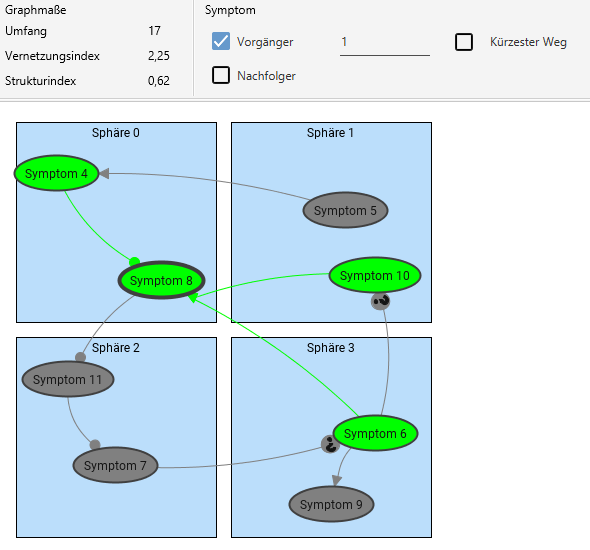 Graphmaße
Umfang 17
Vernetzungsindex 2,25
Strukturindex 0,62
Symptom
Vorgänger 1 Kürzester Weg
Nachfolger
Sphäre 0
Symptom 4
Symptom 8
Sphäre 1
Symptom 5
Symptom 10
Sphäre 2
Symptom 11
Symptom 7
Sphäre 3
Symptom 6
Symptom 9